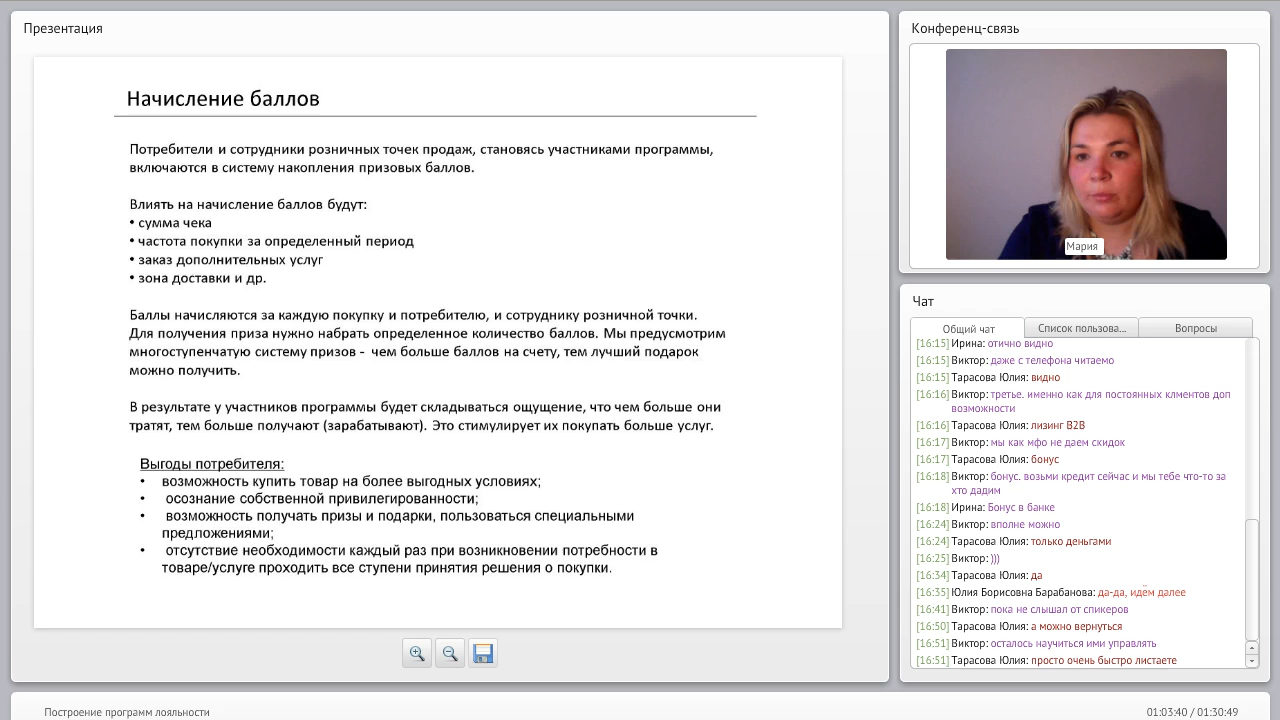 Презентация
Начисление баллов
Потребители и сотрудники розничных точек продаж, становясь участниками программы,
включаются в систему накопления призовых баллов.
Влиять на начисление баллов будут:
• сумма чека
• частота покупки за определенный период
• заказ дополнительных услуг
• зона доставки и др.
Баллы начисляются за каждую покупку и потребителю, и сотруднику розничной точки.
Для получения приза нужно набрать определенное количество баллов. Мы предусмотрим
многоступенчатую систему призов - чем больше баллов на счету, тем лучший подарок
можно получить.
В результате у участников программы будет складываться ощущение, что чем больше они
тратят, тем больше получают (зарабатывают). Это стимулирует их покупать больше услуг.
Выгоды потребителя:
• возможность купить товар на более выгодных условиях;
• осознание собственной привилегированности;
• возможность получать призы и подарки, пользоваться специальными
предложениями;
• отсутствие необходимости каждый раз при возникновении потребности в
товаре/услуге проходить все ступени принятия решения о покупки.
Конференц-связь
Мария
Чат
Общий чат
Список пользова...
Вопросы
[16:15] Ирина: отично видно
[16:15] Виктор: даже с телефона читаемо
[16:15] Тарасова Юлия: видно
[16:16] Виктор: третье. именно как для постоянных клментов доп
возможности
[16:16] Тарасова Юлия: лизинг B2B
[16:17] Виктор: мы как мфо не даем скидок
[16:17] Тарасова Юлия: бонус
[16:18] Виктор: бонус. возьми кредит сейчас и мы тебе что-то за
хто дадим
[16:18] Ирина: Бонус в банке
[16:24] Виктор: вполне можно
[16:24] Тарасова Юлия: только деньгами
[16:25] Виктор: )))
[16:34] Тарасова Юлия: да
[16:35] Юлия Борисовна Барабанова: да-да, идём далее
[16:41] Виктор: пока не слышал от спикеров
[16:50] Тарасова Юлия: а можно вернуться
[16:51] Виктор: осталось научиться ими управлять
[16:51] Тарасова Юлия: просто очень быстро листаете
Построение программ лояльности
01:03:40 / 01:30:49